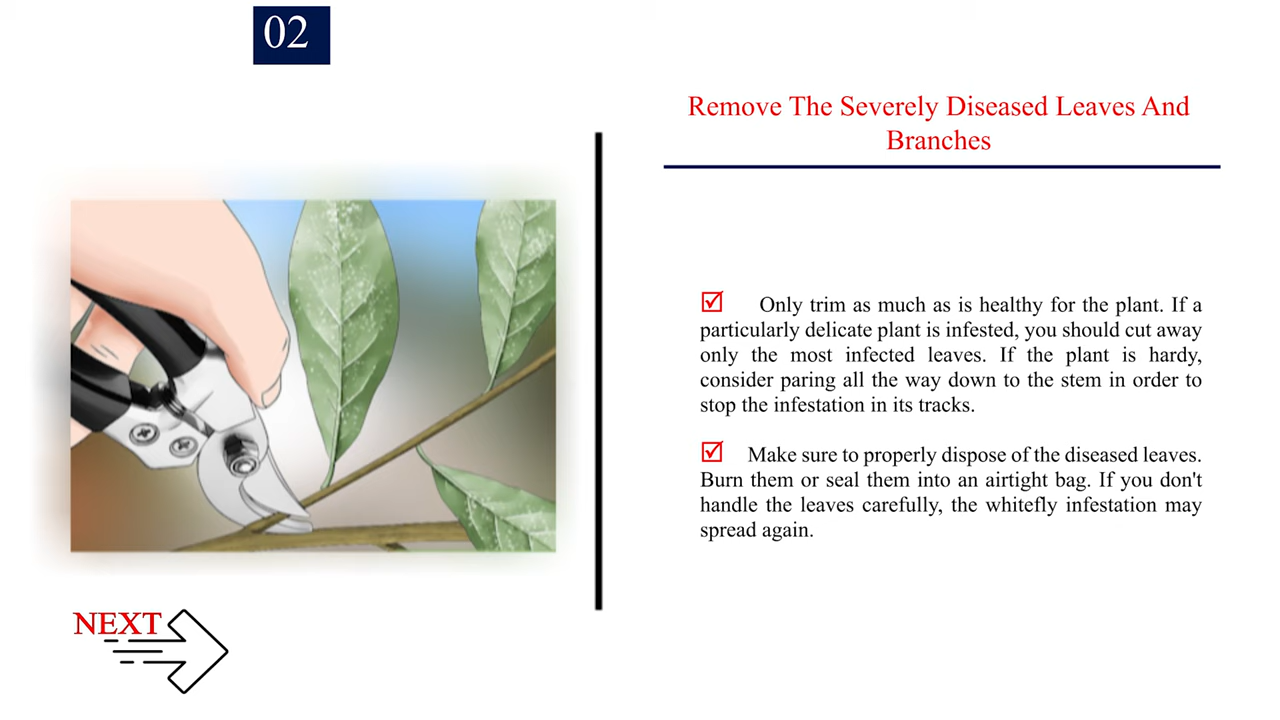 02
Remove The Severely Diseased Leaves And
Branches
Only trim as much as is healthy for the plant. If a
particularly delicate plant is infested, you should cut away
only the most infected leaves. If the plant is hardy,
consider paring all the way down to the stem in order to
stop the infestation in its tracks.
Make sure to properly dispose of the diseased leaves.
Burn them or seal them into an airtight bag. If you don't
handle the leaves carefully, the whitefly infestation may
spread again.
NEXT